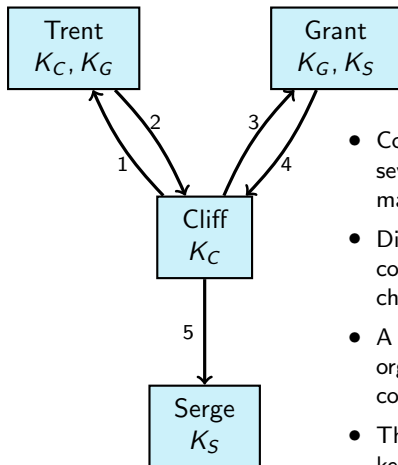 Trent
K_C, K_G
Grant
K_G, K_S
1
2
3
4
Cliff
K_C
5
Serge
K_S
• Co
sev
ma
• Di
co
ch
• A
org
co
• Th
ke